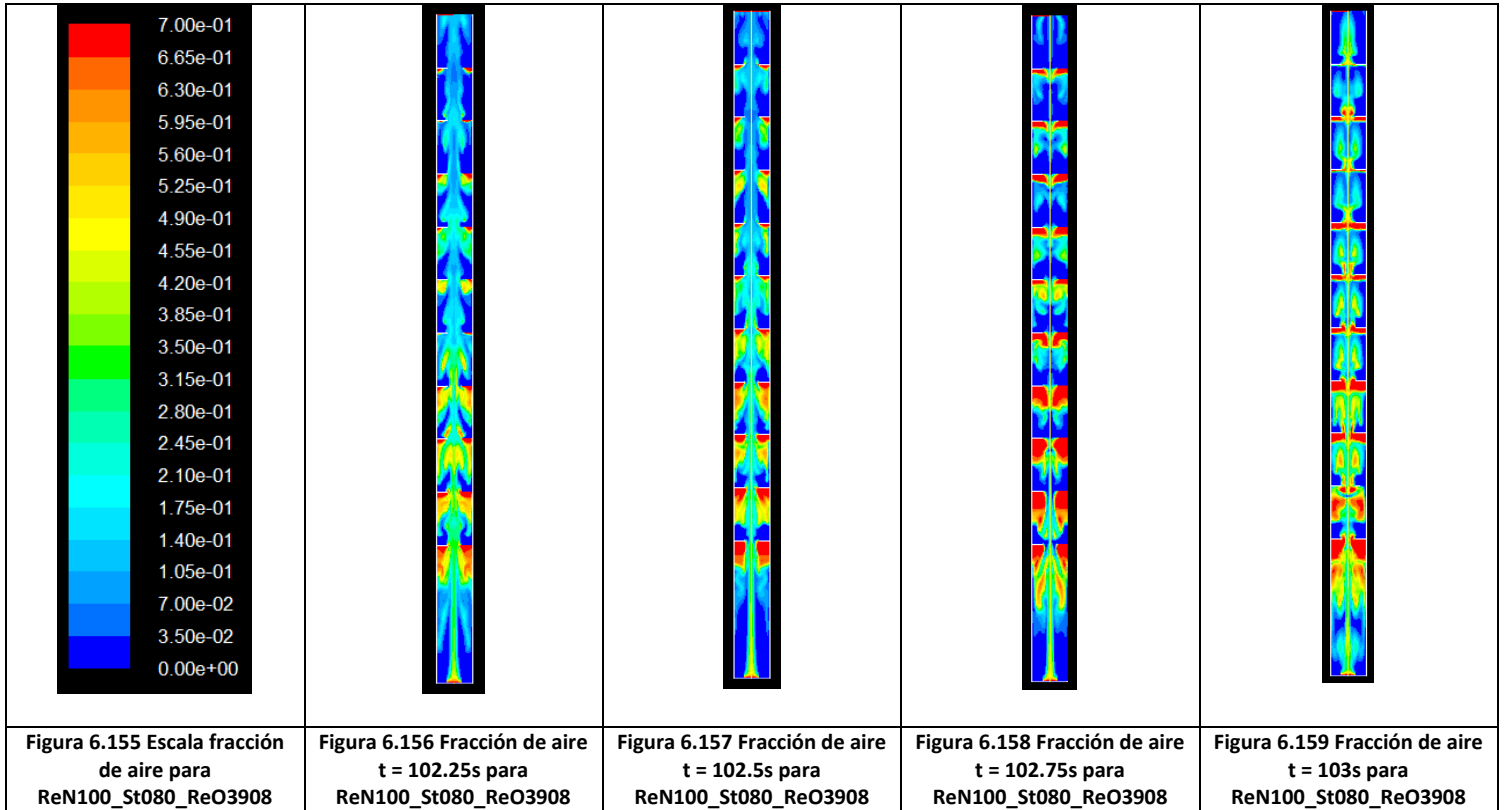 7.00e-01
6.65e-01
6.30e-01
5.95e-01
5.60e-01
5.25e-01
4.90e-01
4.55e-01
4.20e-01
3.85e-01
3.50e-01
3.15e-01
2.80e-01
2.45e-01
2.10e-01
1.75e-01
1.40e-01
1.05e-01
7.00e-02
3.50e-02
0.00e+00
Figura 6.155 Escala fracción
de aire para
ReN100_St080_ReO3908
Figura 6.156 Fracción de aire
t = 102.25s para
ReN100_St080_ReO3908
Figura 6.157 Fracción de aire
t = 102.5s para
ReN100_St080_ReO3908
Figura 6.158 Fracción de aire
t = 102.75s para
ReN100_St080_ReO3908
Figura 6.159 Fracción de aire
t = 103s para
ReN100_St080_ReO3908